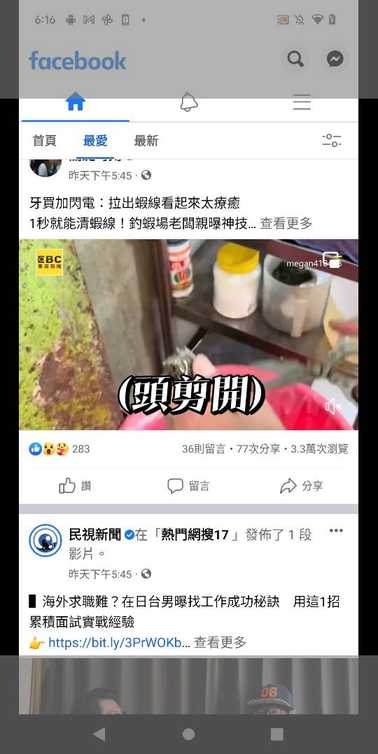 6:16
facebook
首頁 最愛 最新
昨天下午5:45
牙買加閃電：拉出蝦線看起來太療癒
1秒就能清蝦線！釣蝦場老闆親曝神技... 查看更多
EBC
東森新聞
(頭剪開)
283
36則留言・77次分享・3.3萬次瀏覽
讚 留言 分享
民視新聞 在「熱門網搜17 」發佈了 1 段
影片。
昨天下午5:45
▋海外求職難？在日台男曝找工作成功秘訣 用這1招
累積面試實戰經驗
👉 https://bit.ly/3PrWOKb... 查看更多